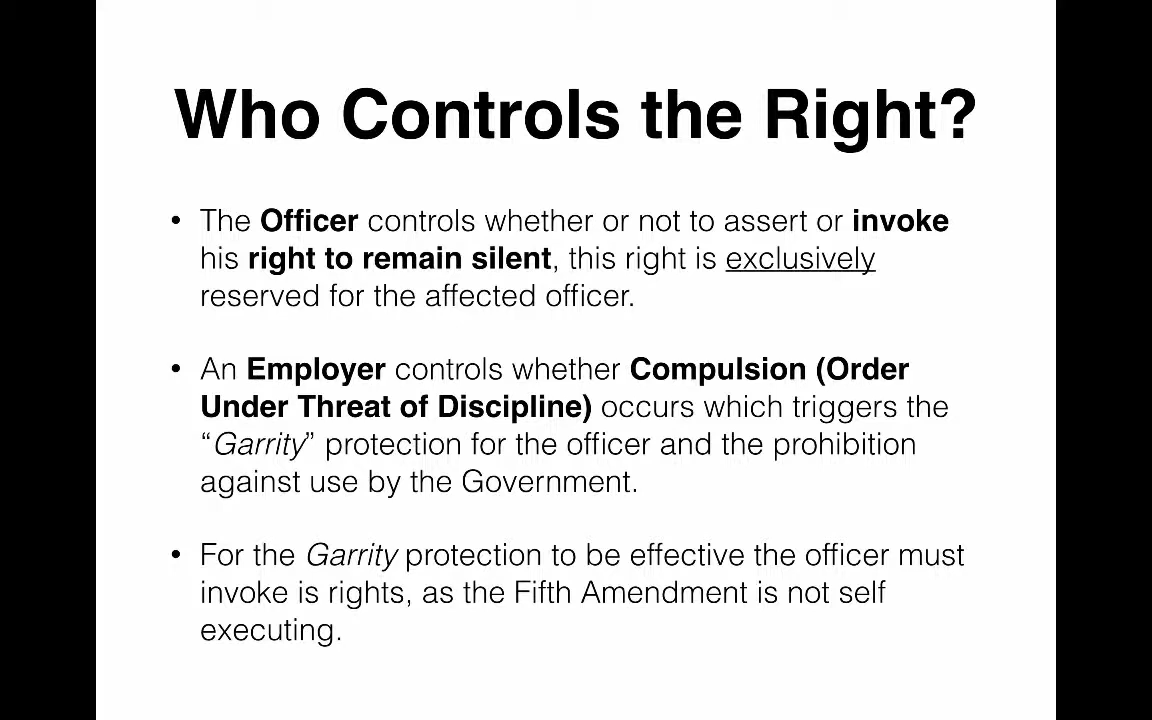 Who Controls the Right?
• The Officer controls whether or not to assert or invoke
his right to remain silent, this right is exclusively
reserved for the affected officer.
• An Employer controls whether Compulsion (Order
Under Threat of Discipline) occurs which triggers the
“Garrity” protection for the officer and the prohibition
against use by the Government.
• For the Garrity protection to be effective the officer must
invoke is rights, as the Fifth Amendment is not self
executing.